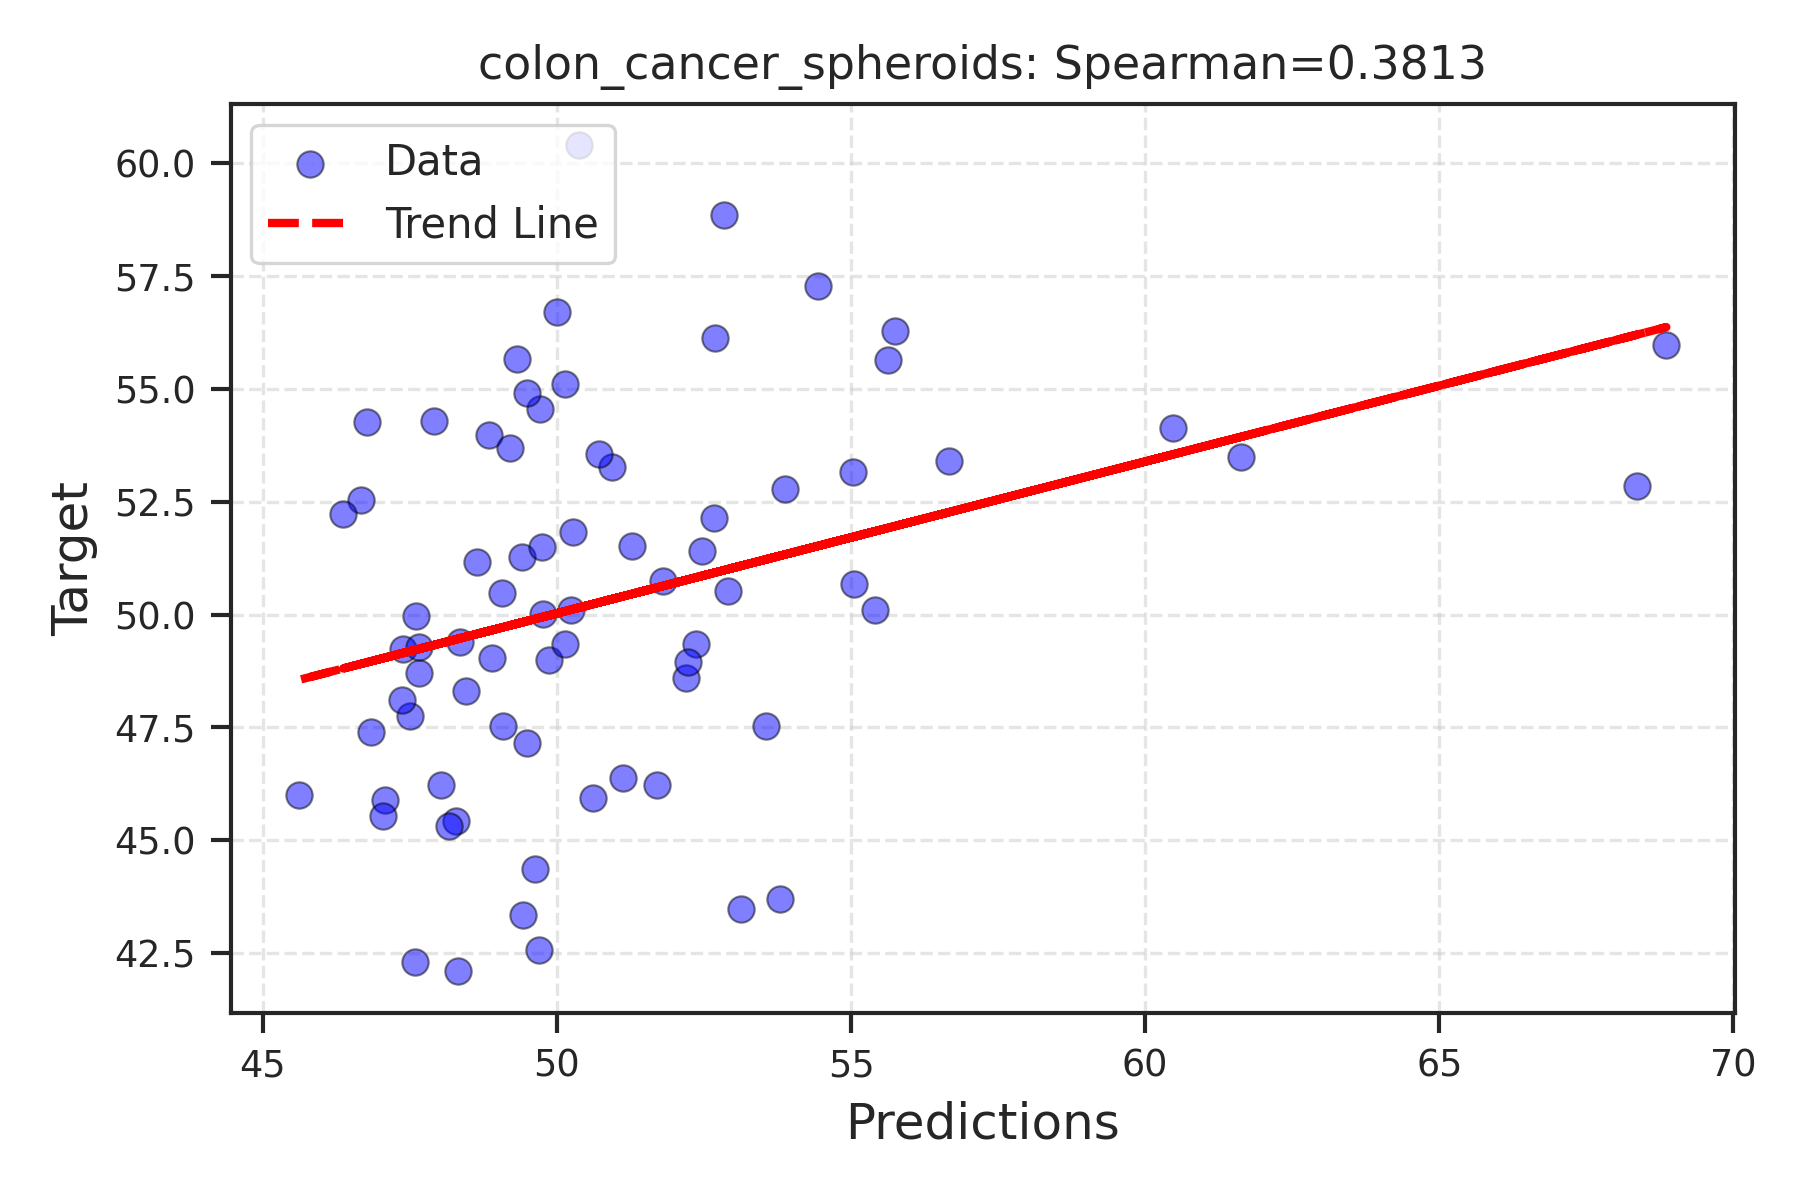 colon_cancer_spheroids: Spearman=0.3813
Data
Trend Line
60.0
57.5
55.0
52.5
50.0
47.5
45.0
42.5
Target
45 50 55 60 65 70
Predictions